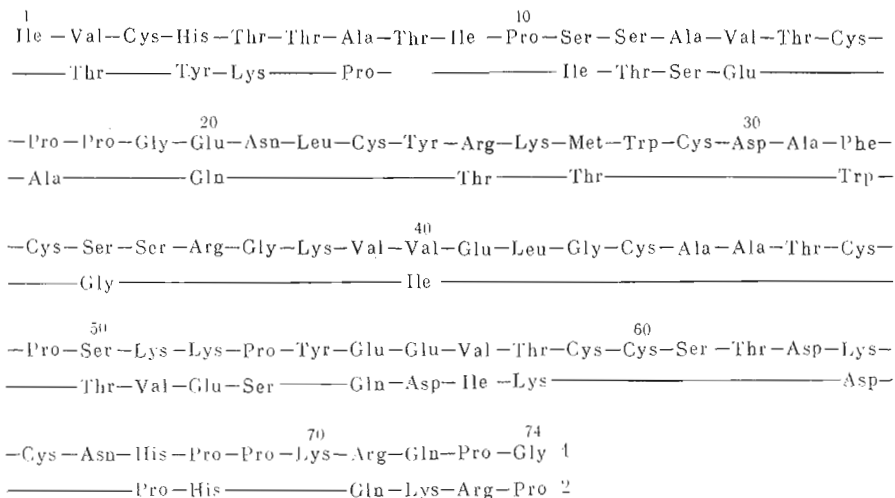 1 10
Ile—Val—Cys—His—Thr—Thr—Ala—Thr—Ile—Pro—Ser—Ser—Ala—Val—Thr—Cys—
Thr Tyr—Lys Pro— Ile—Thr—Ser—Glu
20 30
—Pro—Pro—Gly—Glu—Asn—Leu—Cys—Tyr—Arg—Lys—Met—Trp—Cys—Asp—Ala—Phe—
—Ala Gln Thr Thr Trp—
40
—Cys—Ser—Ser—Arg—Gly—Lys—Val—Val—Glu—Leu—Gly—Cys—Ala—Ala—Thr—Cys—
Gly Ile
50 60
—Pro—Ser—Lys—Lys—Pro—Tyr—Glu—Glu—Val—Thr—Cys—Cys—Ser—Thr—Asp—Lys—
Thr—Val—Glu—Ser Gln—Asp—Ile—Lys Asp—
70 74
—Cys—Asn—His—Pro—Pro—Lys—Arg—Gln—Pro—Gly 1
Pro—His Gln—Lys—Arg—Pro 2